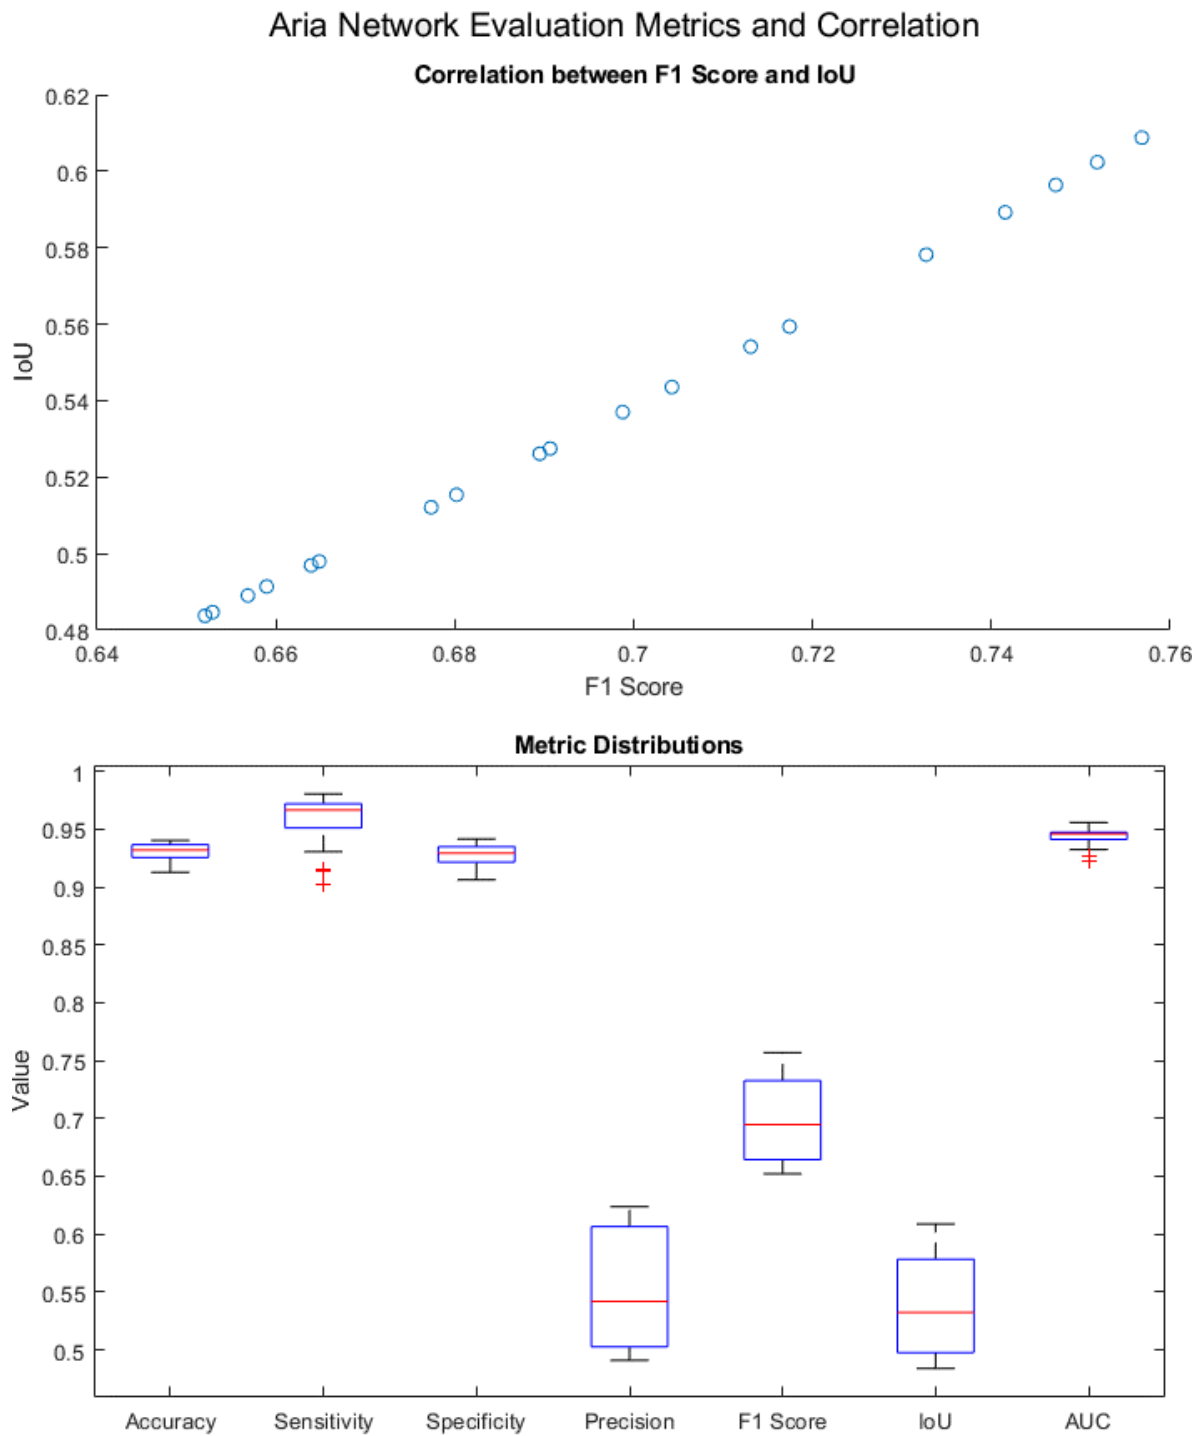 Aria Network Evaluation Metrics and Correlation
Correlation between F1 Score and IoU
0.62
0.6
0.58
0.56
0.54
0.52
0.5
0.48
IoU
0.64 0.66 0.68 0.7 0.72 0.74 0.76
F1 Score
Metric Distributions
1
0.95
0.9
0.85
0.8
0.75
0.7
0.65
0.6
0.55
0.5
Value
Accuracy Sensitivity Specificity Precision F1 Score IoU AUC